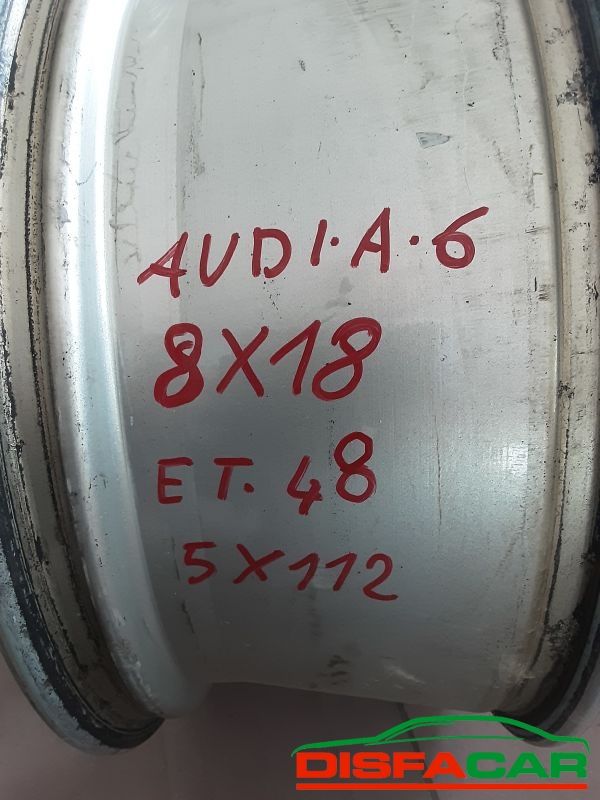 AUDI.A.6
8X18
ET.48
5X112
DISFACAR